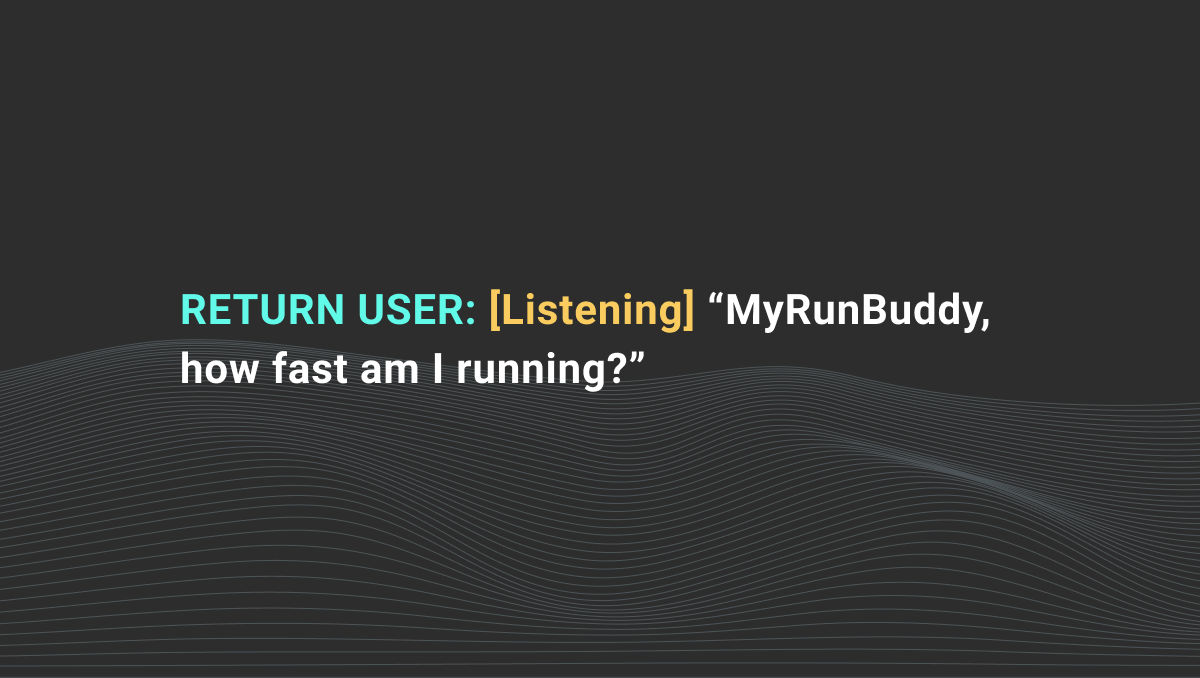 RETURN USER: [Listening] “MyRunBuddy,
how fast am I running?”